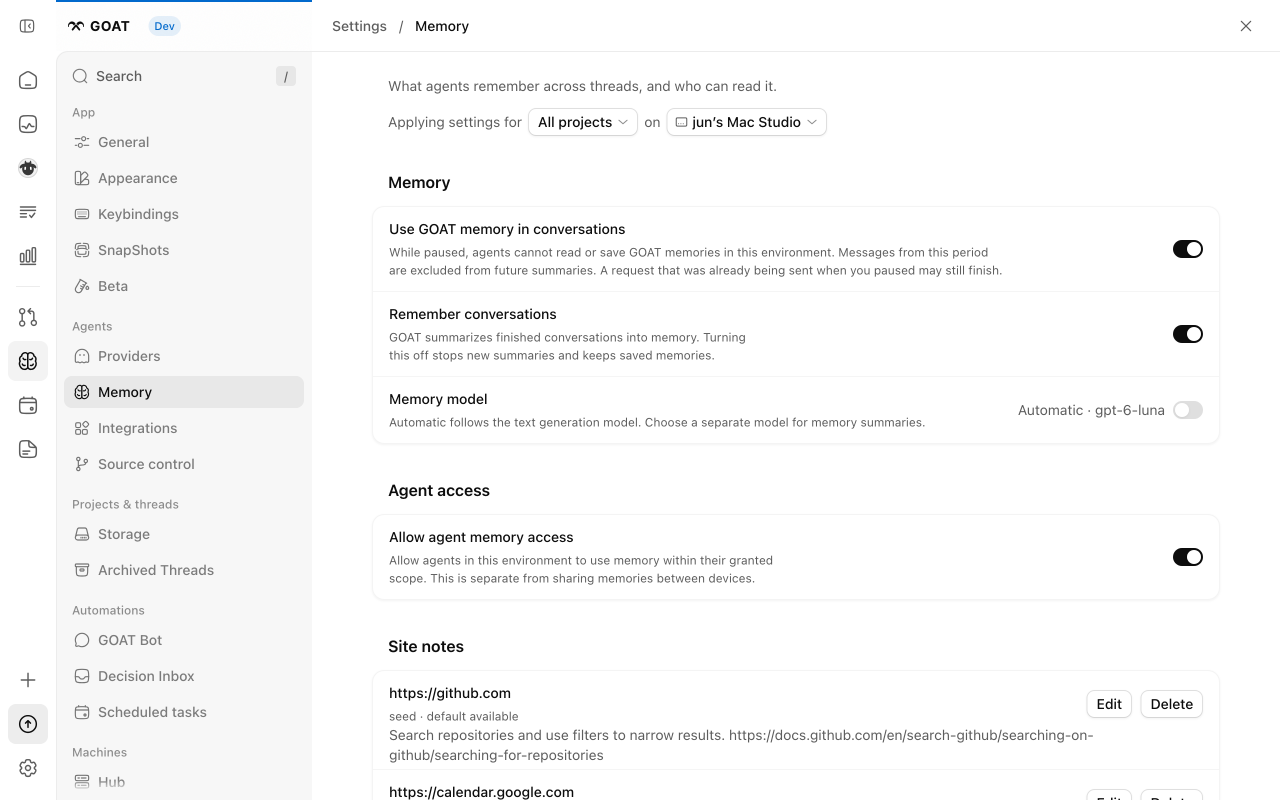 GOAT Dev
Settings / Memory
Search /
App
General
Appearance
Keybindings
SnapShots
Beta
Agents
Providers
Memory
Integrations
Source control
Projects & threads
Storage
Archived Threads
Automations
GOAT Bot
Decision Inbox
Scheduled tasks
Machines
Hub
What agents remember across threads, and who can read it.
Applying settings for All projects on jun’s Mac Studio
Memory
Use GOAT memory in conversations
While paused, agents cannot read or save GOAT memories in this environment. Messages from this period
are excluded from future summaries. A request that was already being sent when you paused may still finish.
Remember conversations
GOAT summarizes finished conversations into memory. Turning
this off stops new summaries and keeps saved memories.
Memory model
Automatic follows the text generation model. Choose a separate model for memory summaries.
Automatic · gpt-6-luna
Agent access
Allow agent memory access
Allow agents in this environment to use memory within their granted
scope. This is separate from sharing memories between devices.
Site notes
https://github.com
seed · default available
Search repositories and use filters to narrow results. https://docs.github.com/en/search-github/searching-on-
github/searching-for-repositories
Edit Delete
https://calendar.google.com
Edit Delete